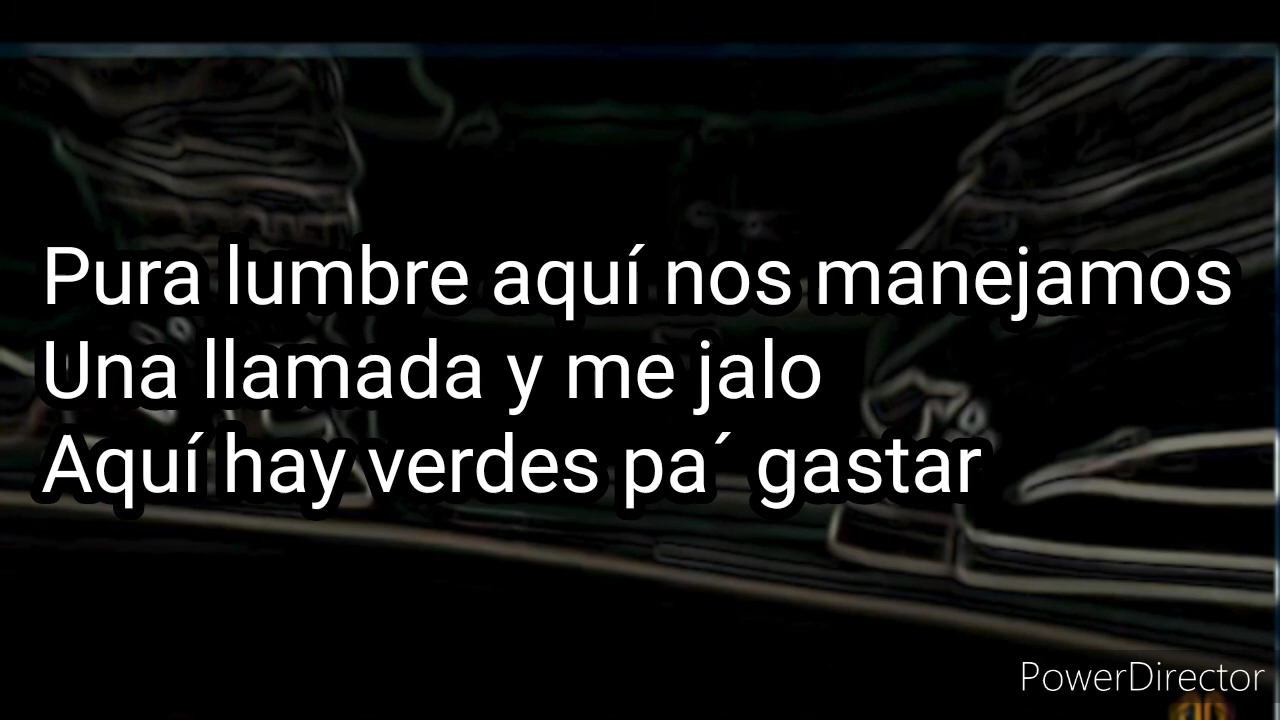 Pura lumbre aquí nos manejamos
Una llamada y me jalo
Aquí hay verdes pa´ gastar
PowerDirector